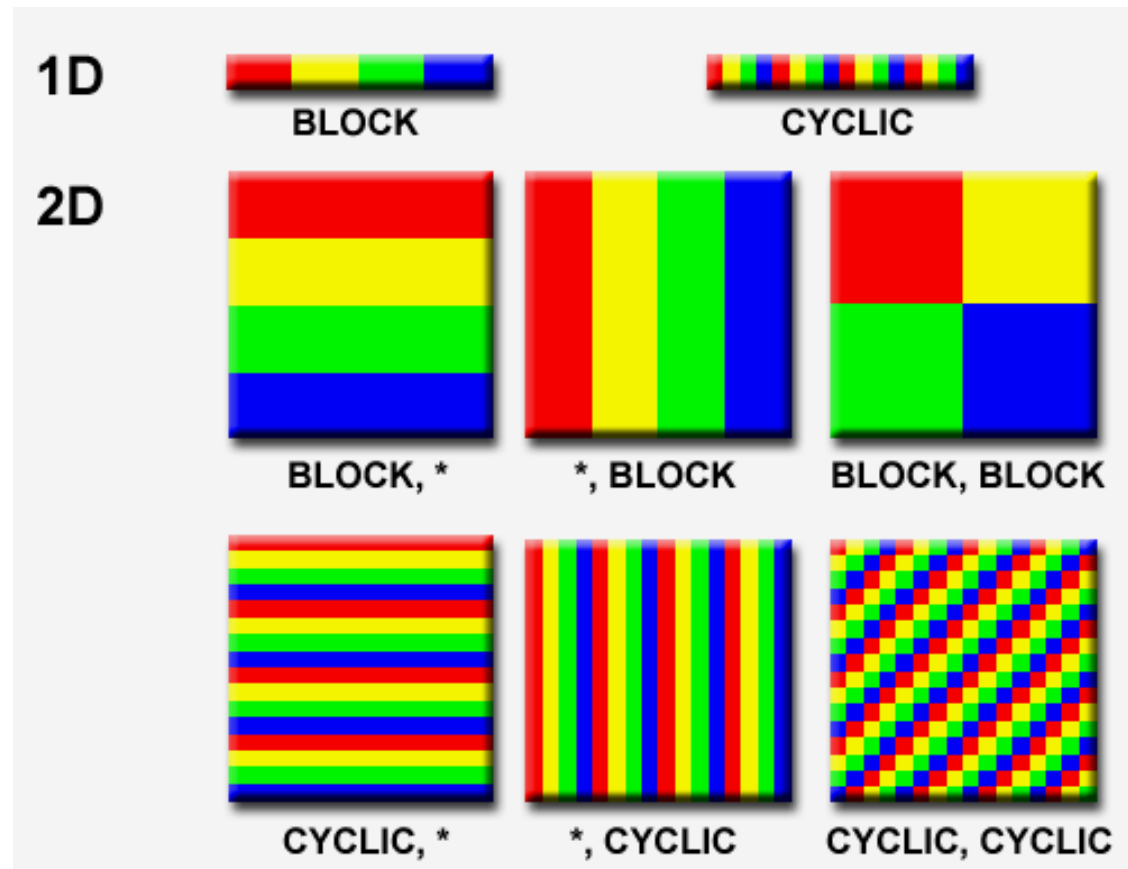 1D
BLOCK
CYCLIC
2D
BLOCK, *
*, BLOCK
BLOCK, BLOCK
CYCLIC, *
*, CYCLIC
CYCLIC, CYCLIC